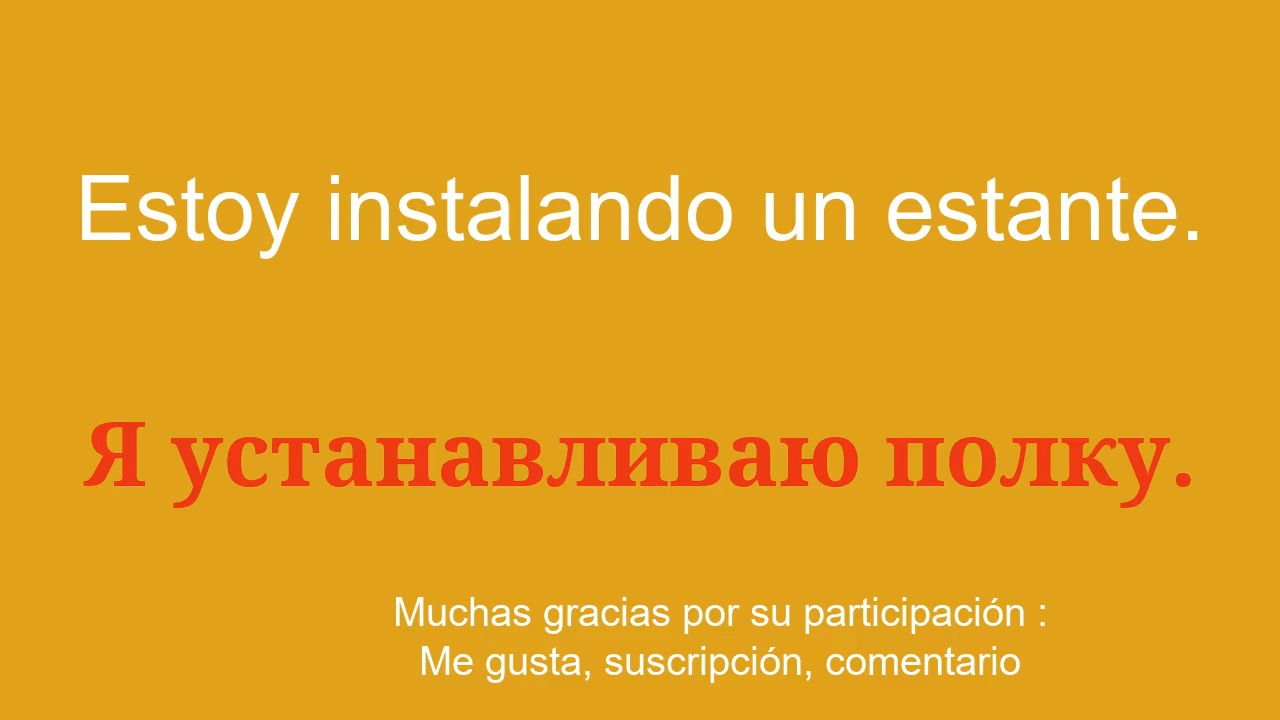 Estoy instalando un estante.
Я устанавливаю полку.
Muchas gracias por su participación :
Me gusta, suscripción, comentario